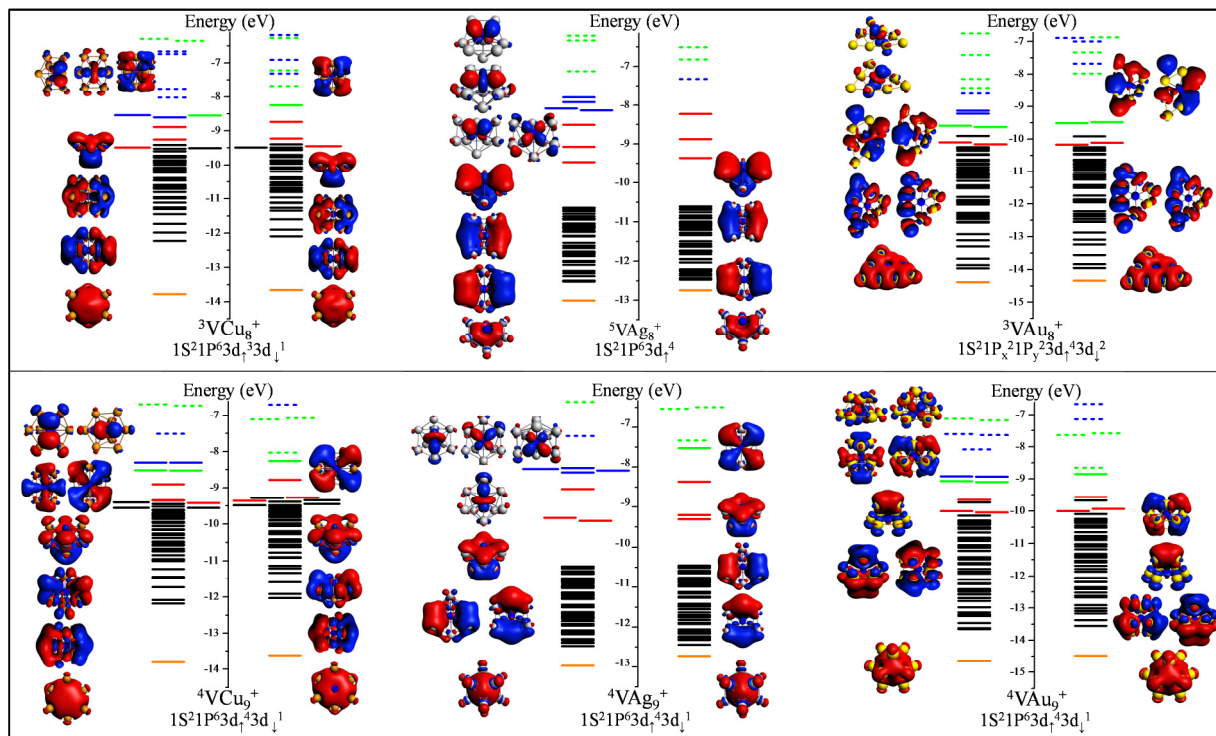 Energy (eV)
-7
-8
-9
-10
-11
-12
-13
-14
³VCu₈⁺
1S²1P⁶3d↑³3d↓¹
Energy (eV)
-7
-8
-9
-10
-11
-12
-13
⁵VAg₈⁺
1S²1P⁶3d↑⁴
Energy (eV)
-7
-8
-9
-10
-11
-12
-13
-14
-15
³VAu₈⁺
1S²1Pₓ²1Pᵧ²3d↑⁴3d↓²
Energy (eV)
-7
-8
-9
-10
-11
-12
-13
-14
⁴VCu₉⁺
1S²1P⁶3d↑⁴3d↓¹
Energy (eV)
-7
-8
-9
-10
-11
-12
-13
⁴VAg₉⁺
1S²1P⁶3d↑⁴3d↓¹
Energy (eV)
-7
-8
-9
-10
-11
-12
-13
-14
-15
⁴VAu₉⁺
1S²1P⁶3d↑⁴3d↓¹